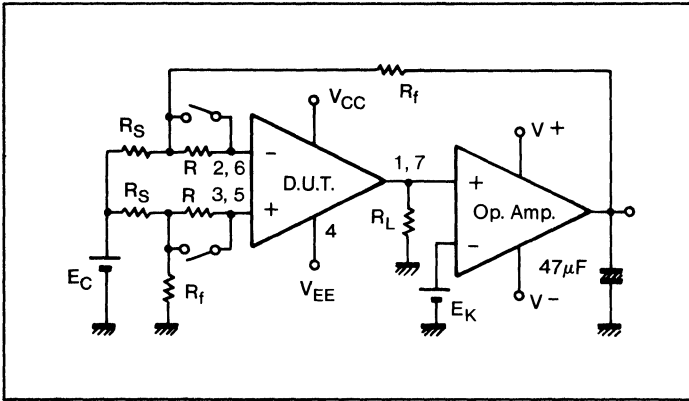 Rf
VCC
RS
V+
R
2, 6
−
D.U.T.
1, 7
+
Op. Amp.
RS
R
3, 5
+
−
4
RL
EC
Rf
VEE
EK
V−
47μF